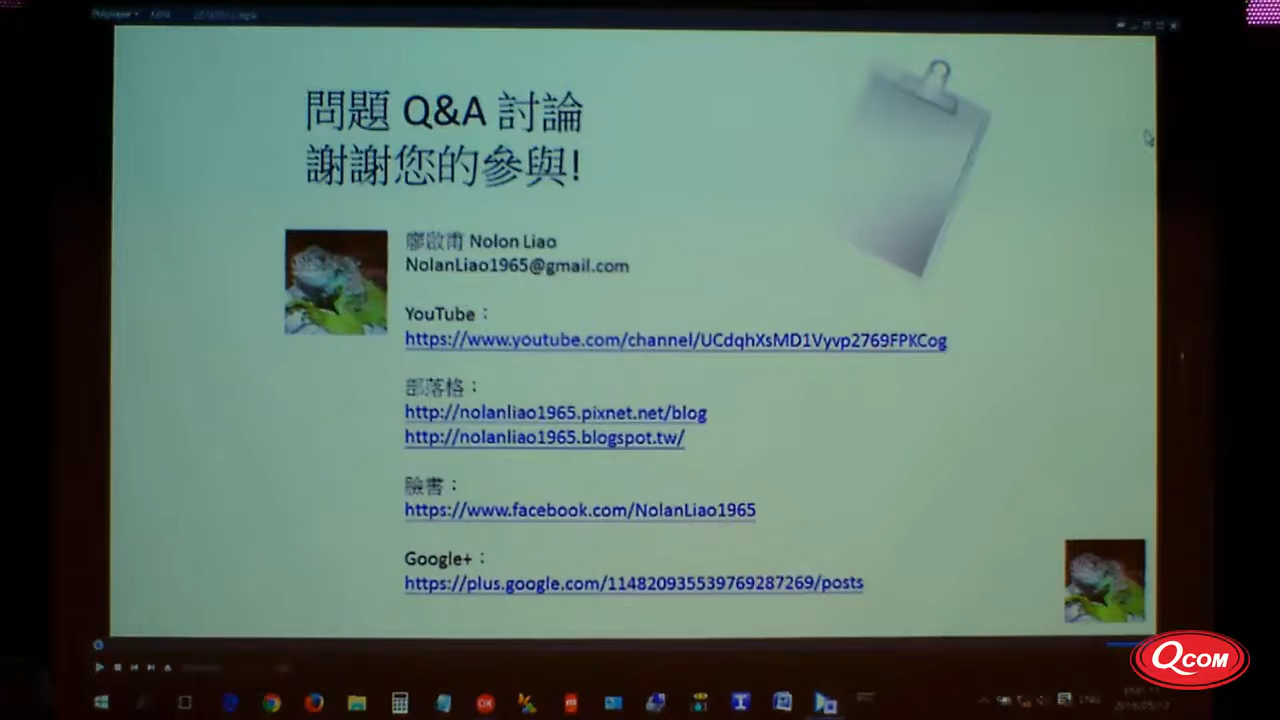 問題 Q&A 討論
謝謝您的參與!
廖啟甫 Nolon Liao
NolanLiao1965@gmail.com
YouTube：
https://www.youtube.com/channel/UCdqhXsMD1Vyvp2769FPKCog
部落格：
http://nolanliao1965.pixnet.net/blog
http://nolanliao1965.blogspot.tw/
臉書：
https://www.facebook.com/NolanLiao1965
Google+：
https://plus.google.com/114820935539769287269/posts
QCOM